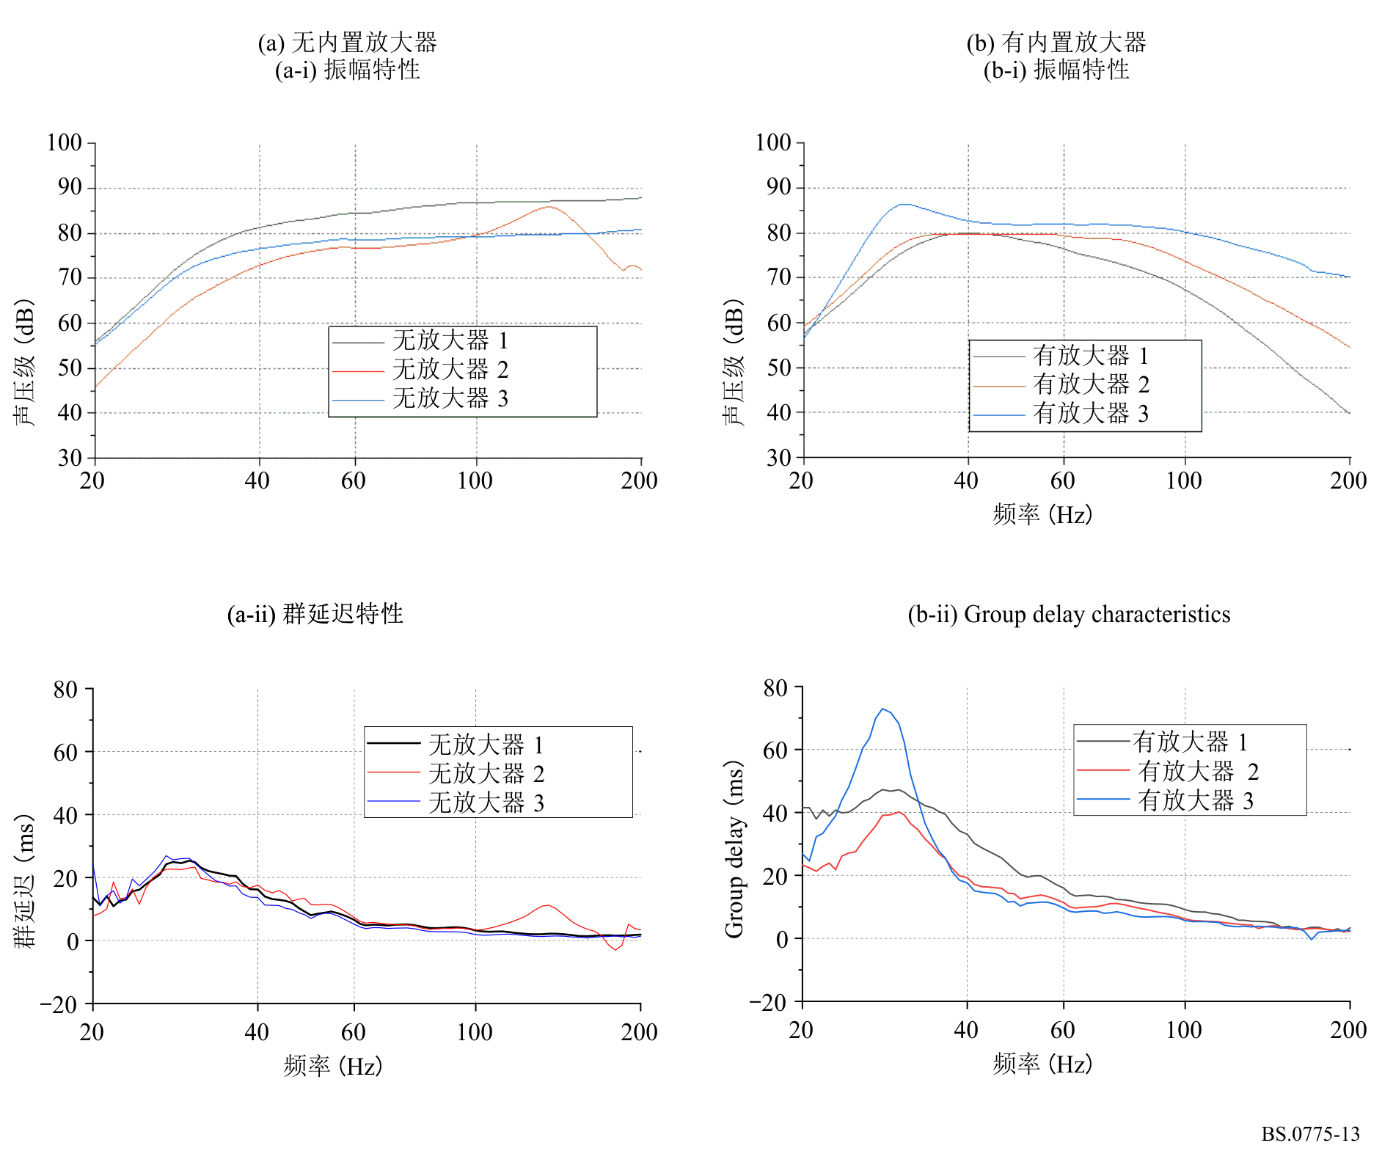 (a) 无内置放大器
(a-i) 振幅特性
100
90
80
70
60
50
40
30
声压级 (dB)
无放大器 1
无放大器 2
无放大器 3
20
40
60
100
200
(b) 有内置放大器
(b-i) 振幅特性
100
90
80
70
60
50
40
30
声压级 (dB)
有放大器 1
有放大器 2
有放大器 3
20
40
60
100
200
频率 (Hz)
(a-ii) 群延迟特性
80
60
40
20
0
−20
群延迟 (ms)
无放大器 1
无放大器 2
无放大器 3
20
40
60
100
200
频率 (Hz)
(b-ii) Group delay characteristics
80
60
40
20
0
−20
Group delay (ms)
有放大器 1
有放大器 2
有放大器 3
20
40
60
100
200
频率 (Hz)
BS.0775-13